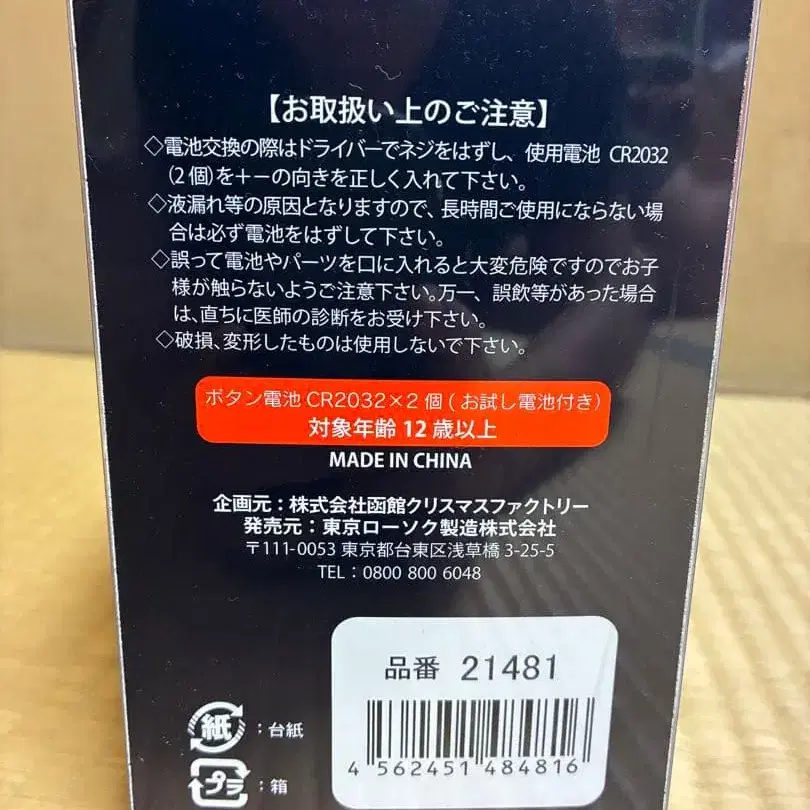 【お取扱い上のご注意】
◇電池交換の際はドライバーでネジをはずし、使用電池 CR2032
(2個)を+ーの向きを正しく入れて下さい。
◇液漏れ等の原因となりますので、長時間ご使用にならない場
合は必ず電池をはずして下さい。
◇誤って電池やパーツを口に入れると大変危険ですのでお子
様が触らないようご注意下さい。万一、誤飲等があった場合
は、直ちに医師の診断をお受け下さい。
◇破損、変形したものは使用しないで下さい。
ボタン電池 CR2032×2個(お試し電池付き)
対象年齢 12 歳以上
MADE IN CHINA
企画元:株式会社函館クリスマスファクトリー
発売元:東京ローソク製造株式会社
〒111-0053 東京都台東区浅草橋 3-25-5
TEL:0800 800 6048
品番 21481
4 562451 484816
紙:台紙
プラ:箱